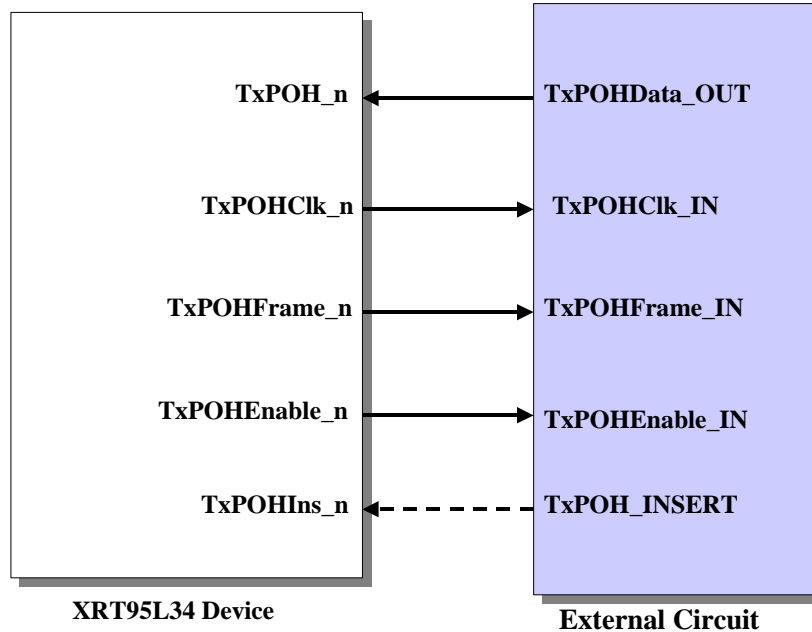 TxPOH_n
TxPOHData_OUT
TxPOHClk_n
TxPOHClk_IN
TxPOHFrame_n
TxPOHFrame_IN
TxPOHEnable_n
TxPOHEnable_IN
TxPOHIns_n
TxPOH_INSERT
XRT95L34 Device
External Circuit